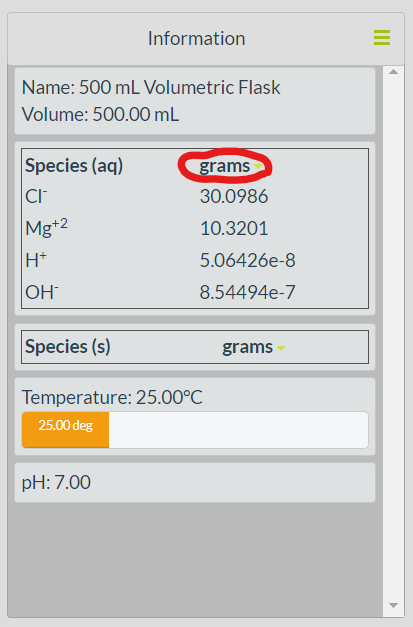 Information
Name: 500 mL Volumetric Flask
Volume: 500.00 mL
Species (aq) grams
Cl⁻ 30.0986
Mg⁺² 10.3201
H⁺ 5.06426e-8
OH⁻ 8.54494e-7
Species (s) grams
Temperature: 25.00°C
25.00 deg
pH: 7.00